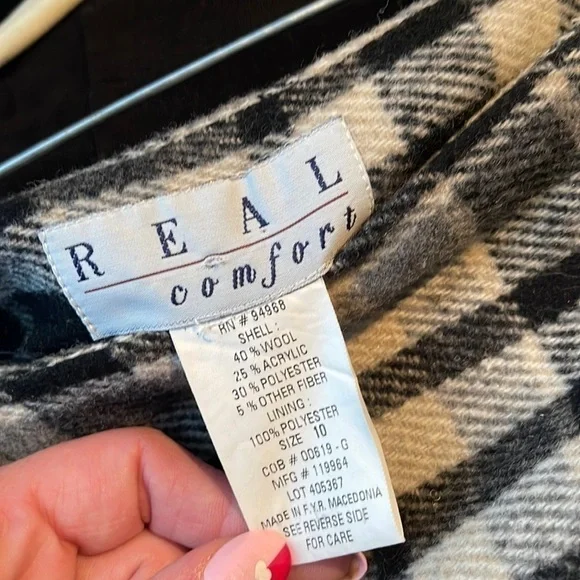 REAL
comfort
RN # 94968
SHELL :
40 % WOOL
25 % ACRYLIC
30 % POLYESTER
5 % OTHER FIBER
LINING :
100% POLYESTER
SIZE 10
COB # 00619 - G
MFG # 119964
LOT 405367
MADE IN F.Y.R. MACEDONIA
SEE REVERSE SIDE
FOR CARE